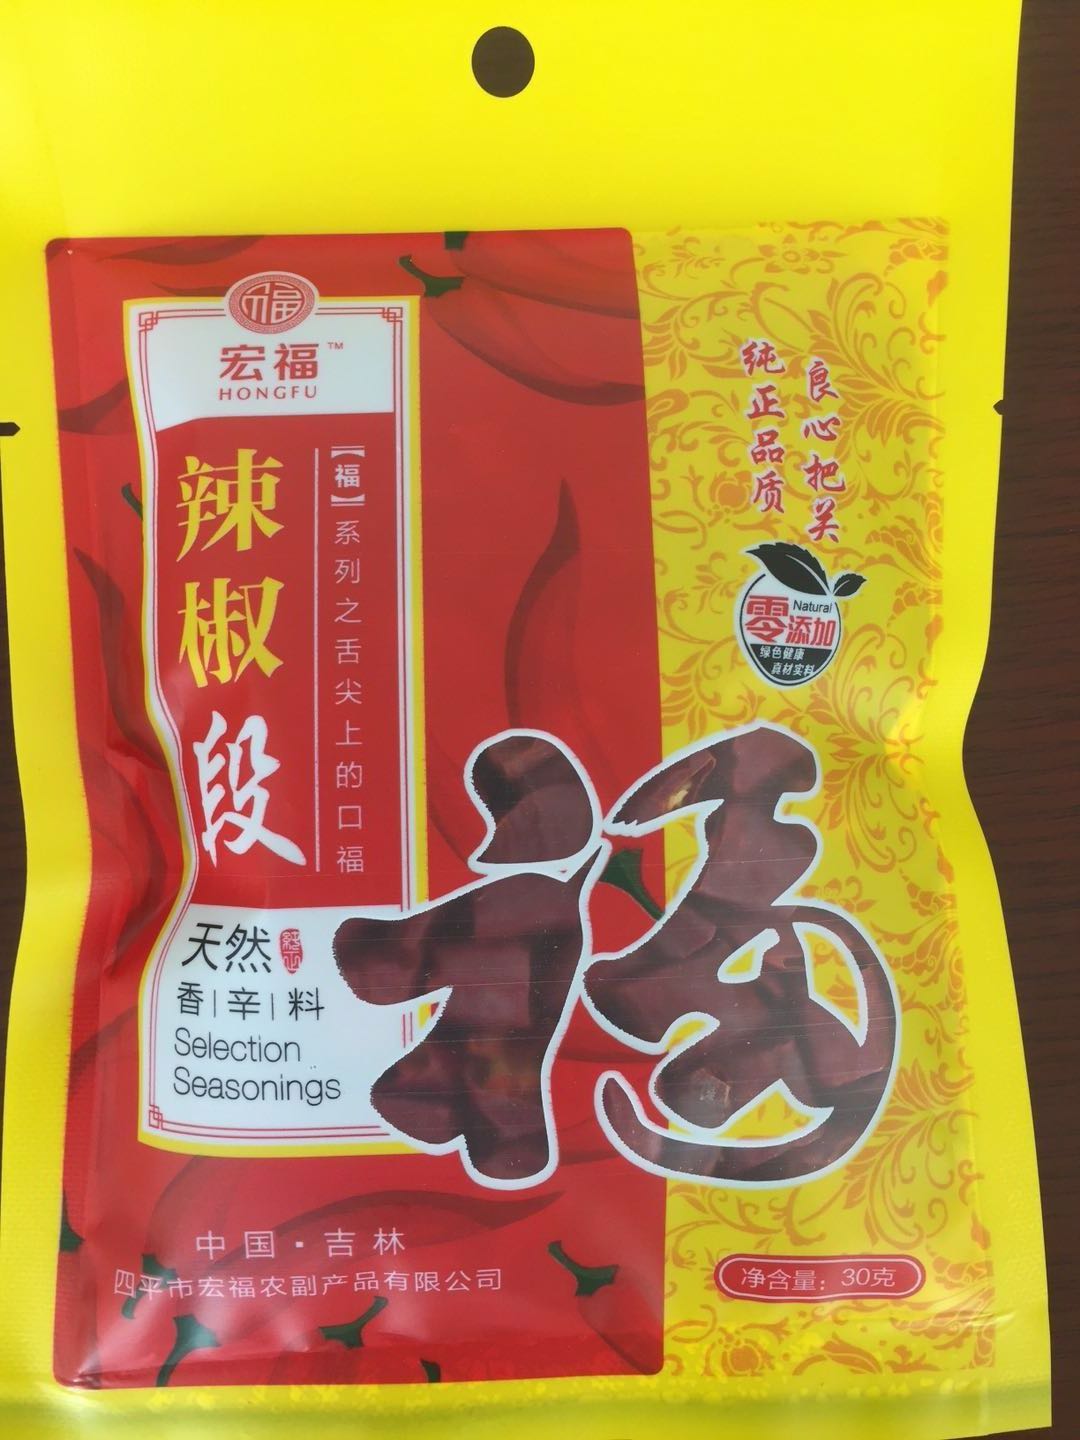 福
宏福™
HONGFU
辣椒段
【福】系列之舌尖上的口福
天然
纯正
香|辛|料
Selection
Seasonings
良心把关
纯正品质
Natural
零添加
绿色健康
真材实料
福
中国·吉林
四平市宏福农副产品有限公司
净含量：30克